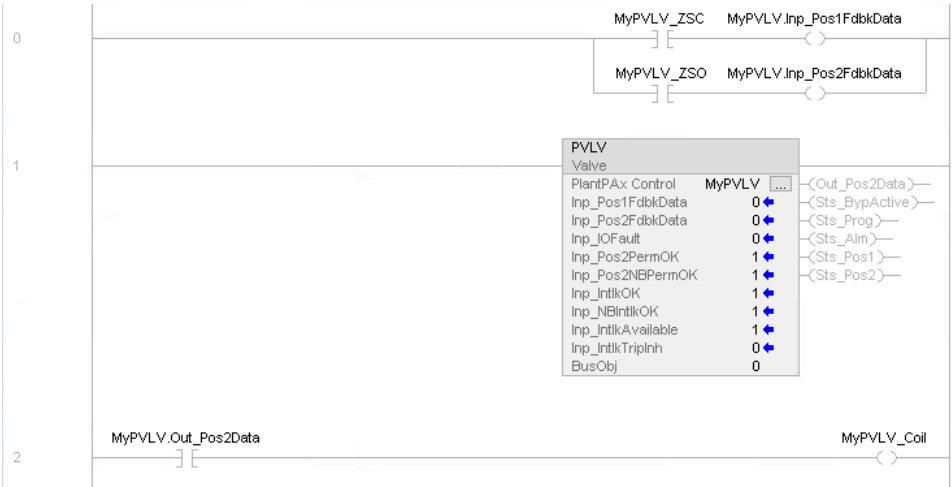 MyPVLV_ZSC MyPVLV.Inp_Pos1FdbkData
0
MyPVLV_ZSO MyPVLV.Inp_Pos2FdbkData
1
PVLV
Valve
PlantPAx Control MyPVLV ... (Out_Pos2Data)
Inp_Pos1FdbkData 0 (Sts_BypActive)
Inp_Pos2FdbkData 0 (Sts_Prog)
Inp_IOFault 0 (Sts_Alm)
Inp_Pos2PermOK 1 (Sts_Pos1)
Inp_Pos2NBPermOK 1 (Sts_Pos2)
Inp_IntlkOK 1
Inp_NBIntlkOK 1
Inp_IntlkAvailable 1
Inp_IntlkTripInh 0
BusObj 0
MyPVLV.Out_Pos2Data MyPVLV_Coil
2